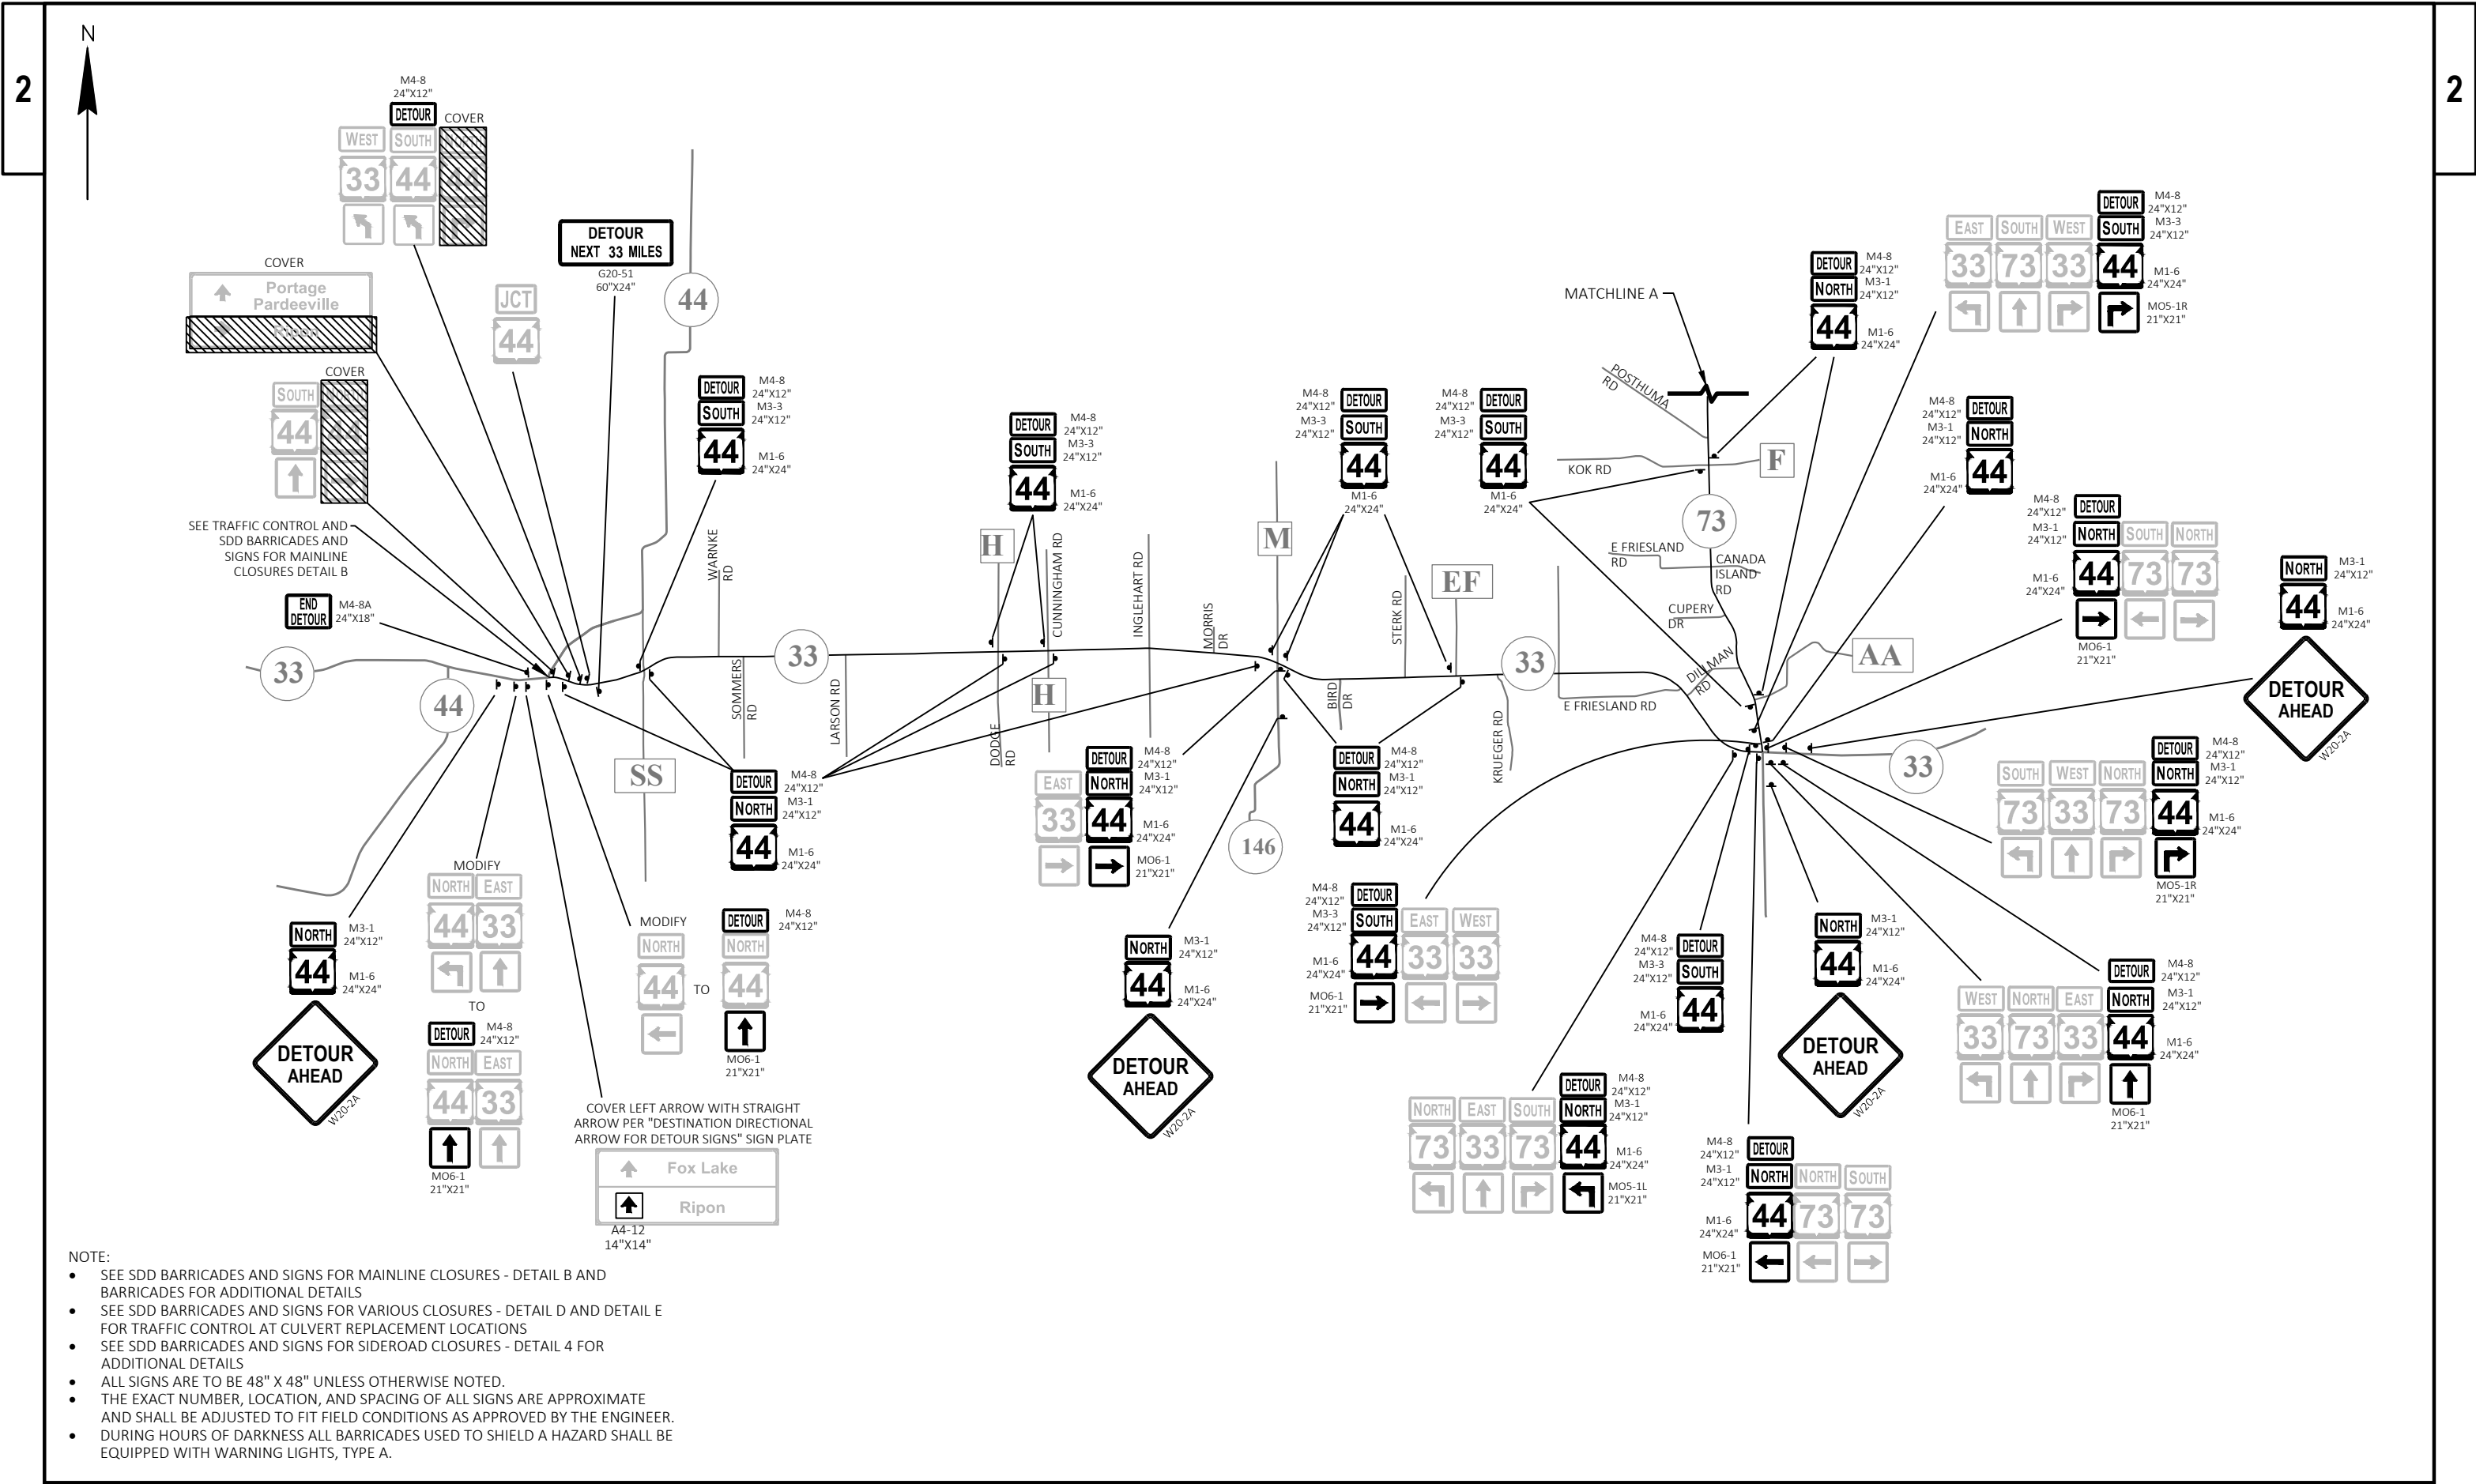 2
2
N
M4-8
24"X12"
DETOUR
COVER
WEST
SOUTH
33
44
COVER
Portage
Pardeeville
Ripon
JCT
44
DETOUR
NEXT 33 MILES
G20-51
60"X24"
44
COVER
SOUTH
44
SEE TRAFFIC CONTROL AND
SDD BARRICADES AND
SIGNS FOR MAINLINE
CLOSURES DETAIL B
END
DETOUR
M4-8A
24"X18"
33
44
DETOUR
SOUTH
44
M4-8
24"X12"
M3-3
24"X12"
M1-6
24"X24"
WARNKE
RD
SOMMERS
RD
33
LARSON RD
SS
DETOUR
SOUTH
44
M4-8
24"X12"
M3-3
24"X12"
M1-6
24"X24"
H
CUNNINGHAM RD
H
DODGE
RD
INGLEHART RD
MORRIS
DR
M
M4-8
24"X12"
M3-3
24"X12"
DETOUR
SOUTH
44
M1-6
24"X24"
M4-8
24"X12"
M3-3
24"X12"
DETOUR
SOUTH
44
M1-6
24"X24"
STERK RD
EF
BIRD
DR
33
KRUEGER RD
E FRIESLAND RD
MATCHLINE A
POSTHUMA
RD
KOK RD
F
73
E FRIESLAND
RD
CANADA
ISLAND
RD
CUPERY
DR
DILLMAN
RD
AA
33
DETOUR
NORTH
44
M4-8
24"X12"
M3-1
24"X12"
M1-6
24"X24"
EAST
SOUTH
WEST
33
73
33
DETOUR
SOUTH
44
M4-8
24"X12"
M3-3
24"X12"
M1-6
24"X24"
MO5-1R
21"X21"
M4-8
24"X12"
M3-1
24"X12"
M1-6
24"X24"
DETOUR
NORTH
44
M4-8
24"X12"
M3-1
24"X12"
M1-6
24"X24"
DETOUR
NORTH
SOUTH
NORTH
44
73
73
MO6-1
21"X21"
NORTH
44
M3-1
24"X12"
M1-6
24"X24"
DETOUR
AHEAD
W20-2A
SOUTH
WEST
NORTH
73
33
73
DETOUR
NORTH
44
M4-8
24"X12"
M3-1
24"X12"
M1-6
24"X24"
MO5-1R
21"X21"
NORTH
44
M3-1
24"X12"
M1-6
24"X24"
DETOUR
AHEAD
W20-2A
MODIFY
NORTH
EAST
44
33
TO
DETOUR
M4-8
24"X12"
NORTH
EAST
44
33
MO6-1
21"X21"
MODIFY
NORTH
44
TO
DETOUR
M4-8
24"X12"
NORTH
44
MO6-1
21"X21"
COVER LEFT ARROW WITH STRAIGHT
ARROW PER "DESTINATION DIRECTIONAL
ARROW FOR DETOUR SIGNS" SIGN PLATE
Fox Lake
Ripon
A4-12
14"X14"
DETOUR
NORTH
44
M4-8
24"X12"
M3-1
24"X12"
M1-6
24"X24"
EAST
33
DETOUR
NORTH
44
M4-8
24"X12"
M3-1
24"X12"
M1-6
24"X24"
MO6-1
21"X21"
146
NORTH
44
M3-1
24"X12"
M1-6
24"X24"
DETOUR
AHEAD
W20-2A
DETOUR
NORTH
44
M4-8
24"X12"
M3-1
24"X12"
M1-6
24"X24"
M4-8
24"X12"
M3-3
24"X12"
M1-6
24"X24"
MO6-1
21"X21"
DETOUR
SOUTH
EAST
WEST
44
33
33
M4-8
24"X12"
M3-3
24"X12"
M1-6
24"X24"
DETOUR
SOUTH
44
NORTH
44
M3-1
24"X12"
M1-6
24"X24"
DETOUR
AHEAD
W20-2A
WEST
NORTH
EAST
33
73
33
DETOUR
NORTH
44
M4-8
24"X12"
M3-1
24"X12"
M1-6
24"X24"
MO6-1
21"X21"
NORTH
EAST
SOUTH
73
33
73
DETOUR
NORTH
44
M4-8
24"X12"
M3-1
24"X12"
M1-6
24"X24"
MO5-1L
21"X21"
M4-8
24"X12"
M3-1
24"X12"
M1-6
24"X24"
MO6-1
21"X21"
DETOUR
NORTH
NORTH
SOUTH
44
73
73
NOTE:
• SEE SDD BARRICADES AND SIGNS FOR MAINLINE CLOSURES - DETAIL B AND
BARRICADES FOR ADDITIONAL DETAILS
• SEE SDD BARRICADES AND SIGNS FOR VARIOUS CLOSURES - DETAIL D AND DETAIL E
FOR TRAFFIC CONTROL AT CULVERT REPLACEMENT LOCATIONS
• SEE SDD BARRICADES AND SIGNS FOR SIDEROAD CLOSURES - DETAIL 4 FOR
ADDITIONAL DETAILS
• ALL SIGNS ARE TO BE 48" X 48" UNLESS OTHERWISE NOTED.
• THE EXACT NUMBER, LOCATION, AND SPACING OF ALL SIGNS ARE APPROXIMATE
AND SHALL BE ADJUSTED TO FIT FIELD CONDITIONS AS APPROVED BY THE ENGINEER.
• DURING HOURS OF DARKNESS ALL BARRICADES USED TO SHIELD A HAZARD SHALL BE
EQUIPPED WITH WARNING LIGHTS, TYPE A.